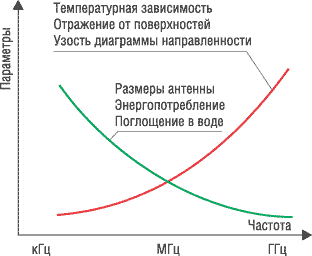 Температурная зависимость
Отражение от поверхностей
Узость диаграммы направленности
Параметры
Размеры антенны
Энергопотребление
Поглощение в воде
Частота
кГц
МГц
ГГц